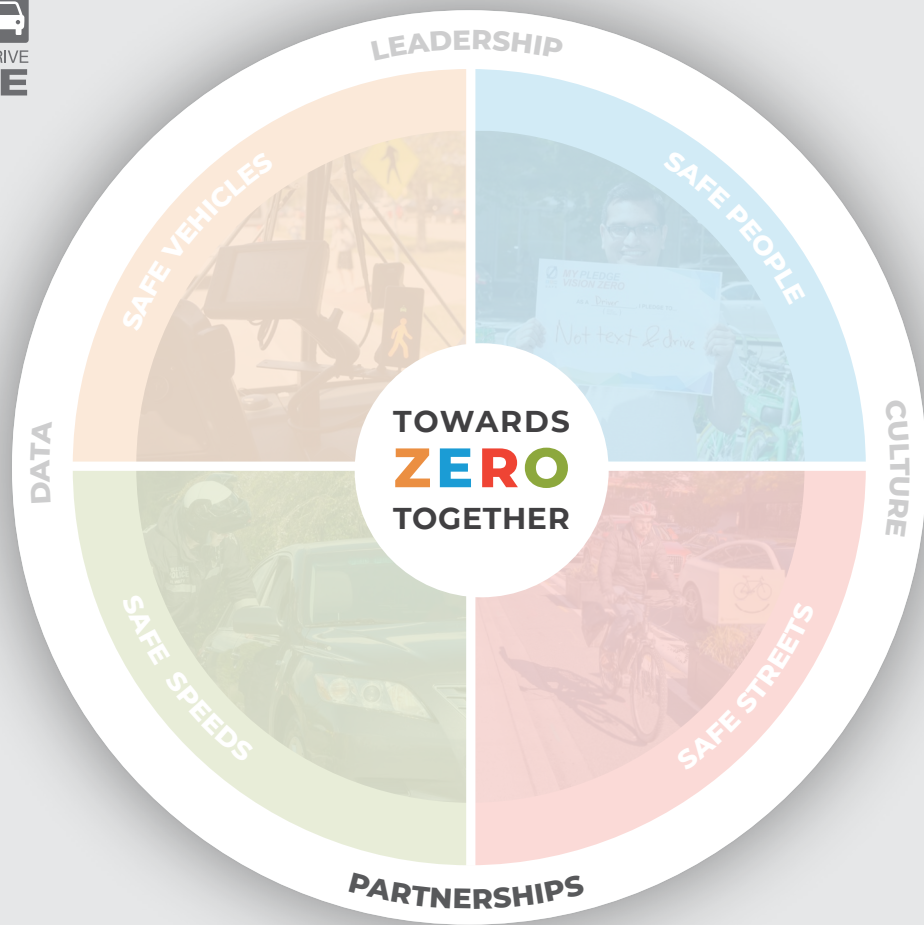 RIVE
E
LEADERSHIP
SAFE VEHICLES
SAFE PEOPLE
MY PLEDGE
VISION ZERO
Not text & drive
DATA
CULTURE
TOWARDS
ZERO
TOGETHER
SAFE SPEEDS
SAFE STREETS
PARTNERSHIPS